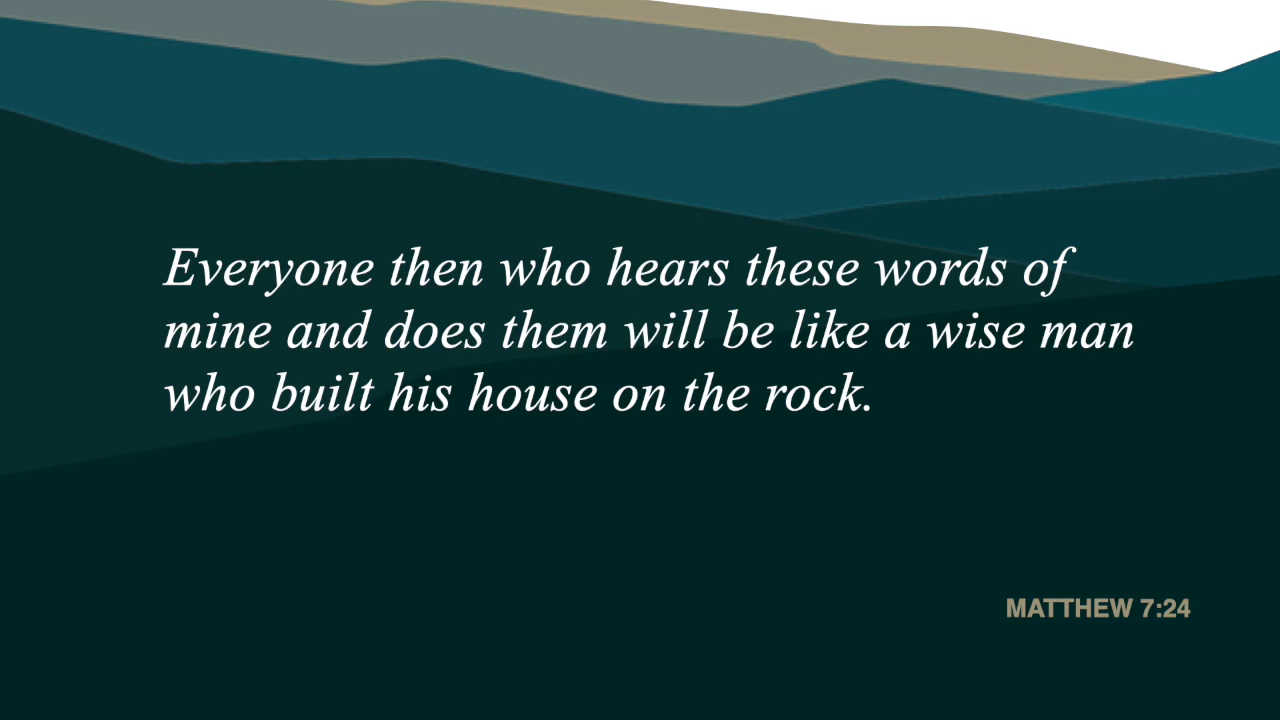 Everyone then who hears these words of
mine and does them will be like a wise man
who built his house on the rock.
MATTHEW 7:24